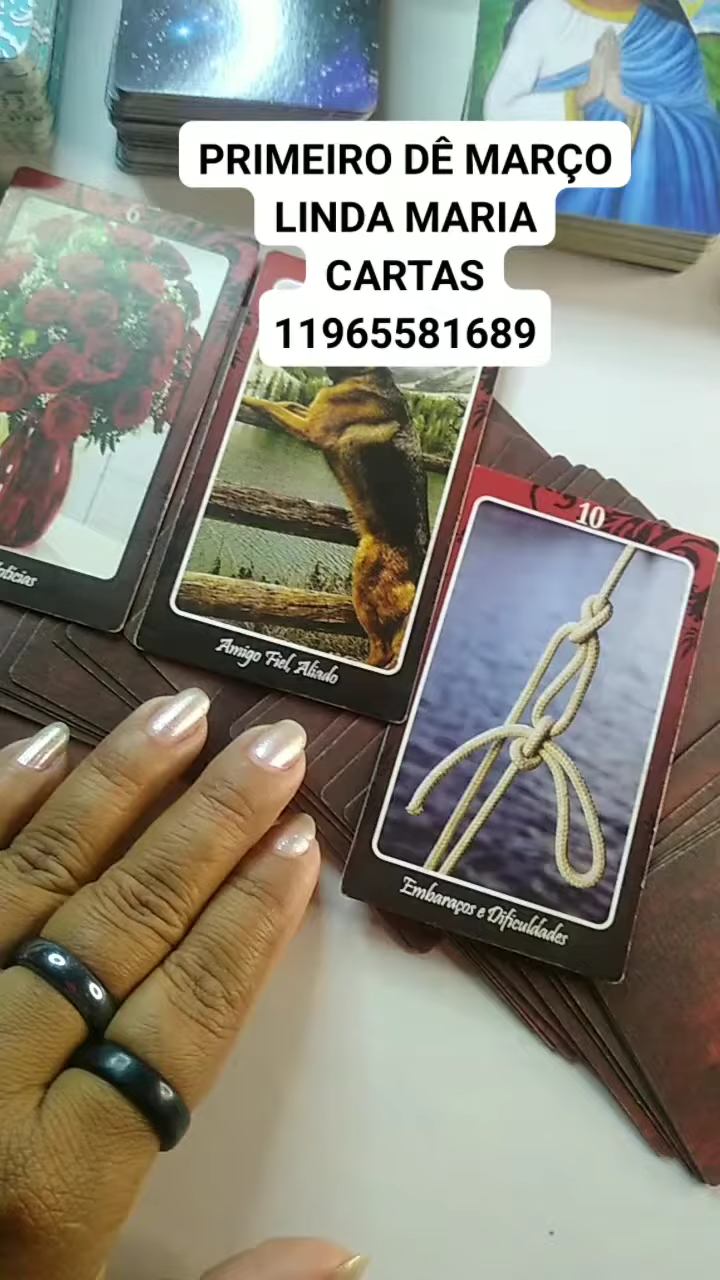 PRIMEIRO DÊ MARÇO
LINDA MARIA
CARTAS
11965581689
6
10
Amigo Fiel, Aliado
Embaraços e Dificuldades